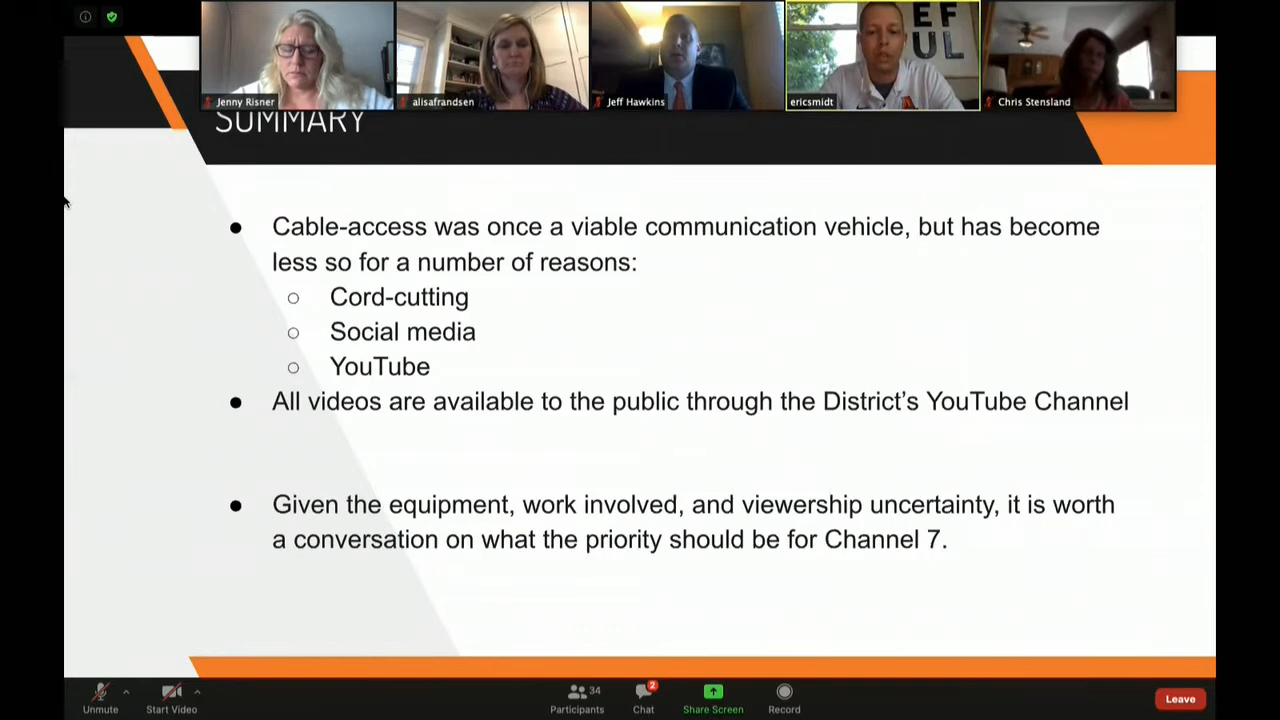 EF
UL
Jenny Risner
alisafrandsen
Jeff Hawkins
ericsmidt
Chris Stensland
SUMMARY
● Cable-access was once a viable communication vehicle, but has become
less so for a number of reasons:
○ Cord-cutting
○ Social media
○ YouTube
● All videos are available to the public through the District's YouTube Channel
● Given the equipment, work involved, and viewership uncertainty, it is worth
a conversation on what the priority should be for Channel 7.
Unmute
Start Video
34
Participants
2
Chat
Share Screen
Record
Leave